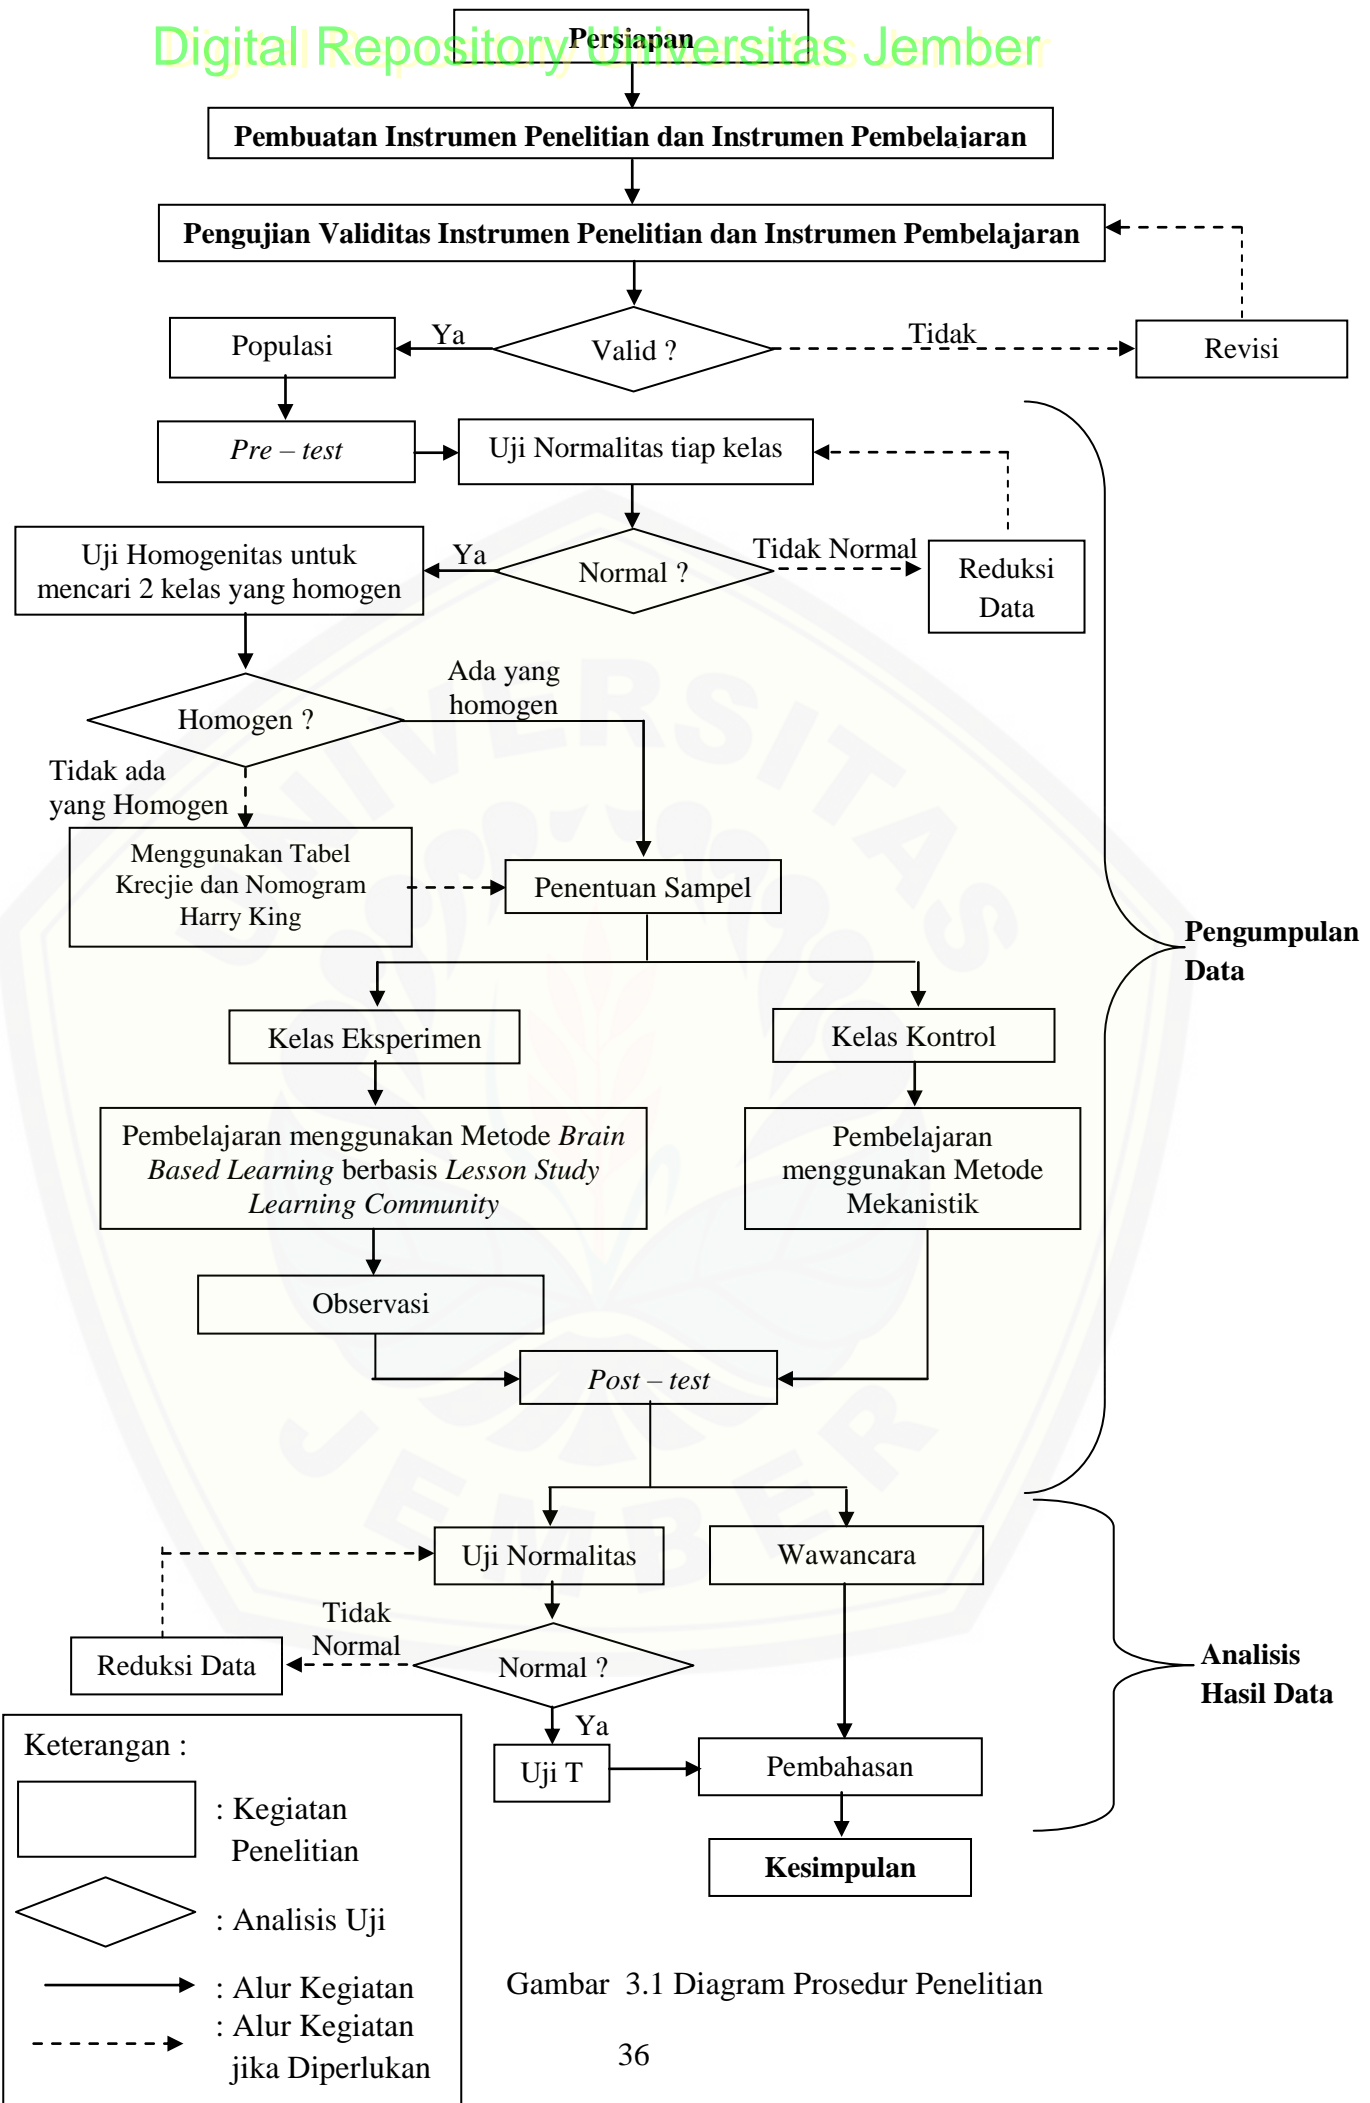 Digital Repository Universitas Jember
Persiapan
Pembuatan Instrumen Penelitian dan Instrumen Pembelajaran
Pengujian Validitas Instrumen Penelitian dan Instrumen Pembelajaran
Populasi
Ya
Valid ?
Tidak
Revisi
Pre – test
Uji Normalitas tiap kelas
Uji Homogenitas untuk
mencari 2 kelas yang homogen
Ya
Normal ?
Tidak Normal
Reduksi
Data
Homogen ?
Ada yang
homogen
Tidak ada
yang Homogen
Menggunakan Tabel
Krecjie dan Nomogram
Harry King
Penentuan Sampel
Pengumpulan
Data
Kelas Eksperimen
Kelas Kontrol
Pembelajaran menggunakan Metode Brain
Based Learning berbasis Lesson Study
Learning Community
Pembelajaran
menggunakan Metode
Mekanistik
Observasi
Post – test
Uji Normalitas
Wawancara
Tidak
Normal
Reduksi Data
Normal ?
Analisis
Hasil Data
Ya
Uji T
Pembahasan
Kesimpulan
Keterangan :
: Kegiatan
Penelitian
: Analisis Uji
: Alur Kegiatan
: Alur Kegiatan
jika Diperlukan
Gambar 3.1 Diagram Prosedur Penelitian
36
UNIVERSITAS
JEMBER